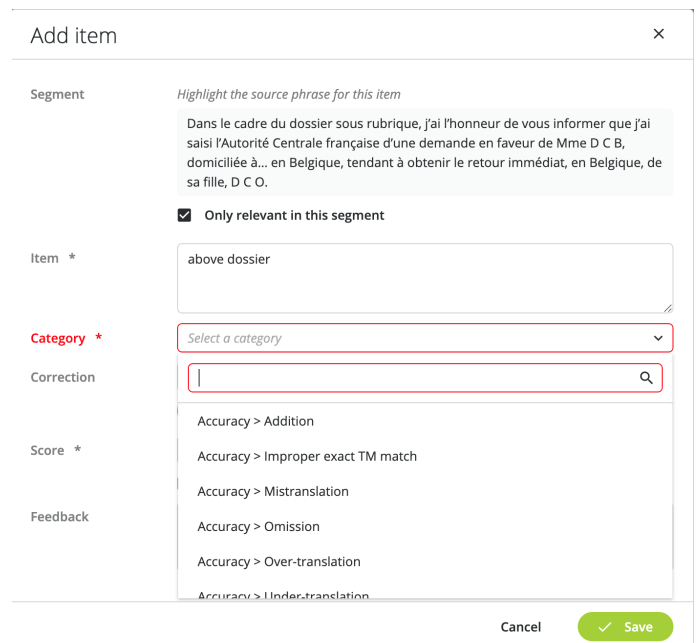 Add item
Segment
Highlight the source phrase for this item
Dans le cadre du dossier sous rubrique, j’ai l’honneur de vous informer que j’ai
saisi l’Autorité Centrale française d’une demande en faveur de Mme D C B,
domiciliée à... en Belgique, tendant à obtenir le retour immédiat, en Belgique, de
sa fille, D C O.
Only relevant in this segment
Item *
above dossier
Category *
Select a category
Correction
Accuracy > Addition
Accuracy > Improper exact TM match
Score *
Accuracy > Mistranslation
Feedback
Accuracy > Omission
Accuracy > Over-translation
Accuracy > Under-translation
Cancel
Save